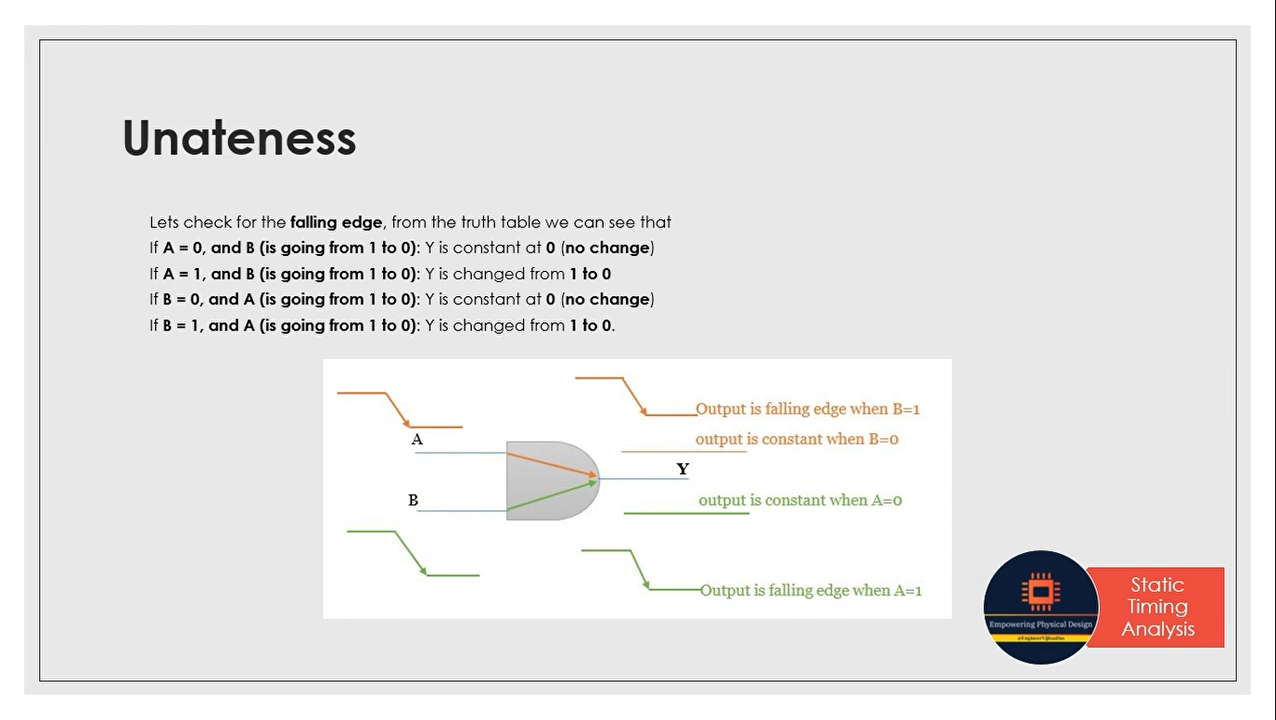 Unateness
Lets check for the falling edge, from the truth table we can see that
If A = 0, and B (is going from 1 to 0): Y is constant at 0 (no change)
If A = 1, and B (is going from 1 to 0): Y is changed from 1 to 0
If B = 0, and A (is going from 1 to 0): Y is constant at 0 (no change)
If B = 1, and A (is going from 1 to 0): Y is changed from 1 to 0.
Output is falling edge when B=1
A
output is constant when B=0
Y
B
output is constant when A=0
Output is falling edge when A=1
Empowering Physical Design
Static
Timing
Analysis